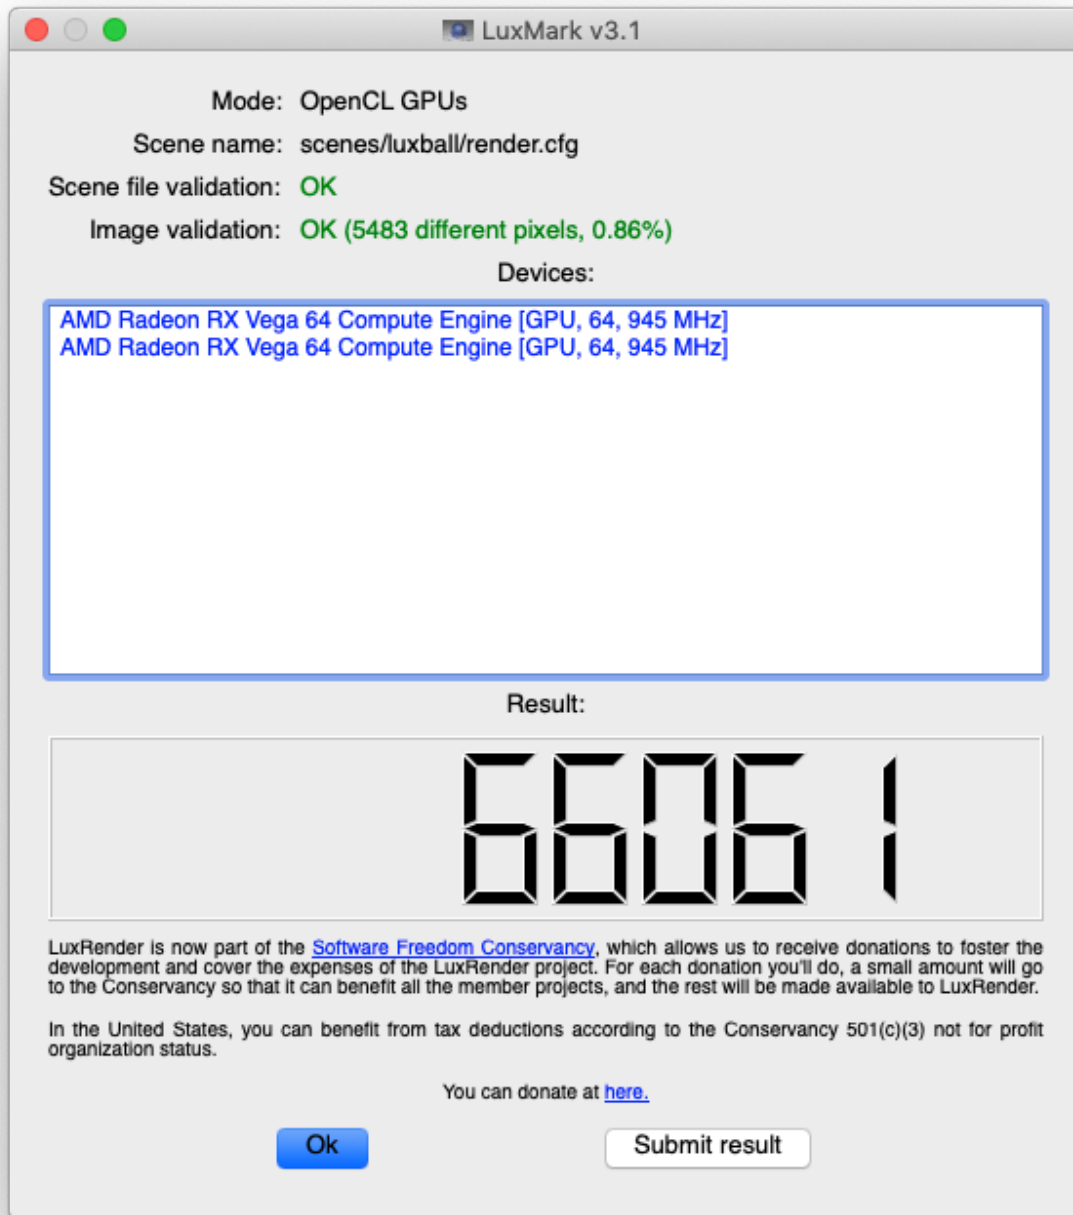 LuxMark v3.1
Mode: OpenCL GPUs
Scene name: scenes/luxball/render.cfg
Scene file validation: OK
Image validation: OK (5483 different pixels, 0.86%)
Devices:
AMD Radeon RX Vega 64 Compute Engine [GPU, 64, 945 MHz]
AMD Radeon RX Vega 64 Compute Engine [GPU, 64, 945 MHz]
Result:
66061
LuxRender is now part of the Software Freedom Conservancy, which allows us to receive donations to foster the
development and cover the expenses of the LuxRender project. For each donation you'll do, a small amount will go
to the Conservancy so that it can benefit all the member projects, and the rest will be made available to LuxRender.
In the United States, you can benefit from tax deductions according to the Conservancy 501(c)(3) not for profit
organization status.
You can donate at here.
Ok
Submit result